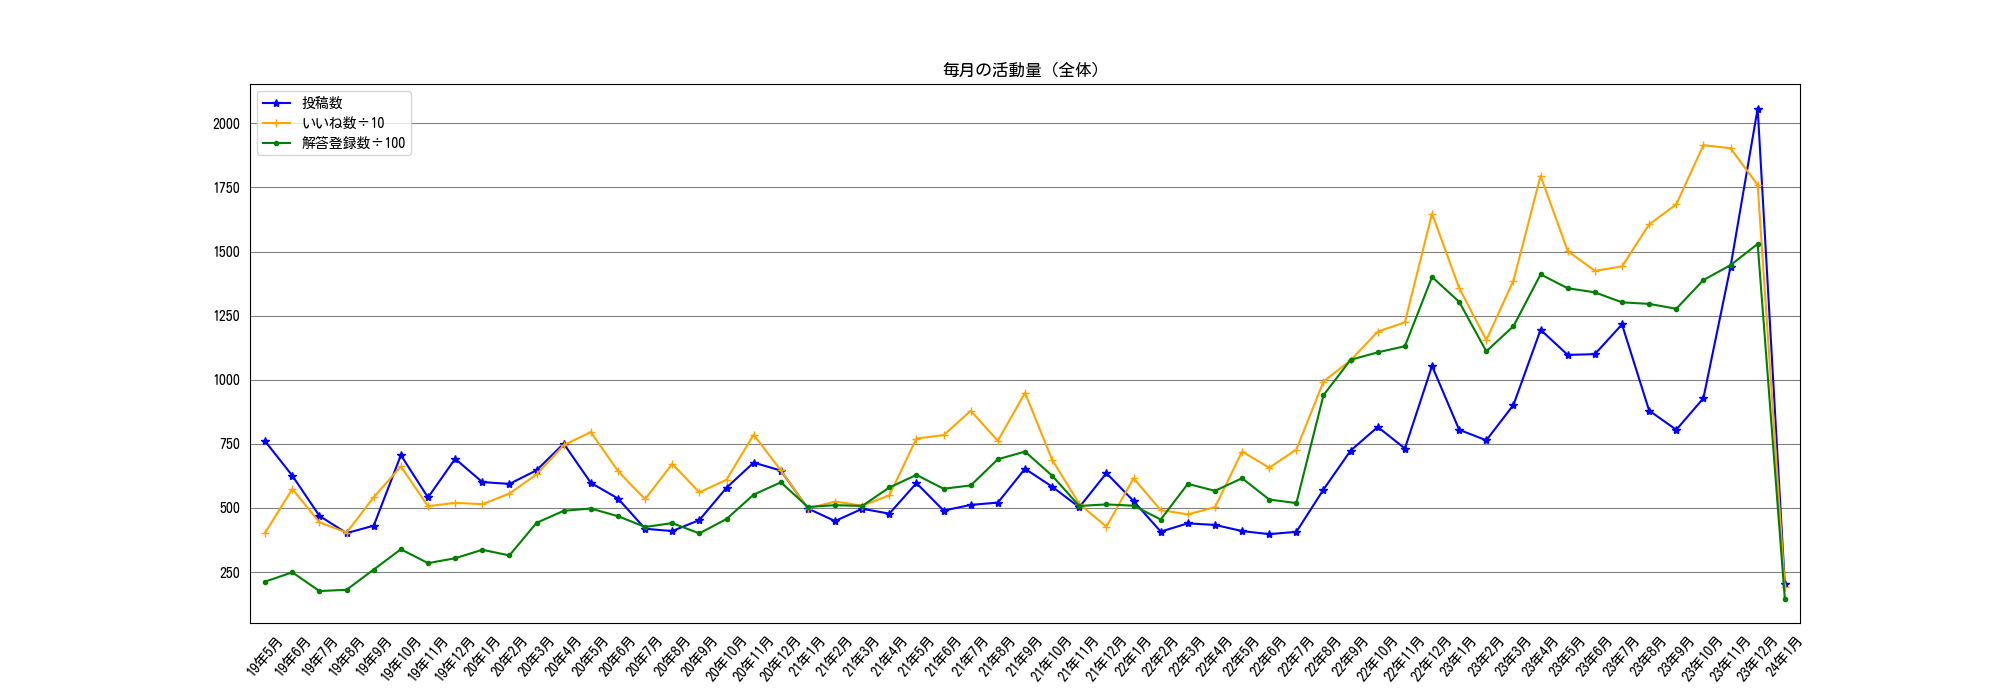 毎月の活動量（全体）
投稿数
いいね数÷10
解答登録数÷100
2000
1750
1500
1250
1000
750
500
250
19年5月
19年6月
19年7月
19年8月
19年9月
19年10月
19年11月
19年12月
20年1月
20年2月
20年3月
20年4月
20年5月
20年6月
20年7月
20年8月
20年9月
20年10月
20年11月
20年12月
21年1月
21年2月
21年3月
21年4月
21年5月
21年6月
21年7月
21年8月
21年9月
21年10月
21年11月
21年12月
22年1月
22年2月
22年3月
22年4月
22年5月
22年6月
22年7月
22年8月
22年9月
22年10月
22年11月
22年12月
23年1月
23年2月
23年3月
23年4月
23年5月
23年6月
23年7月
23年8月
23年9月
23年10月
23年11月
23年12月
24年1月